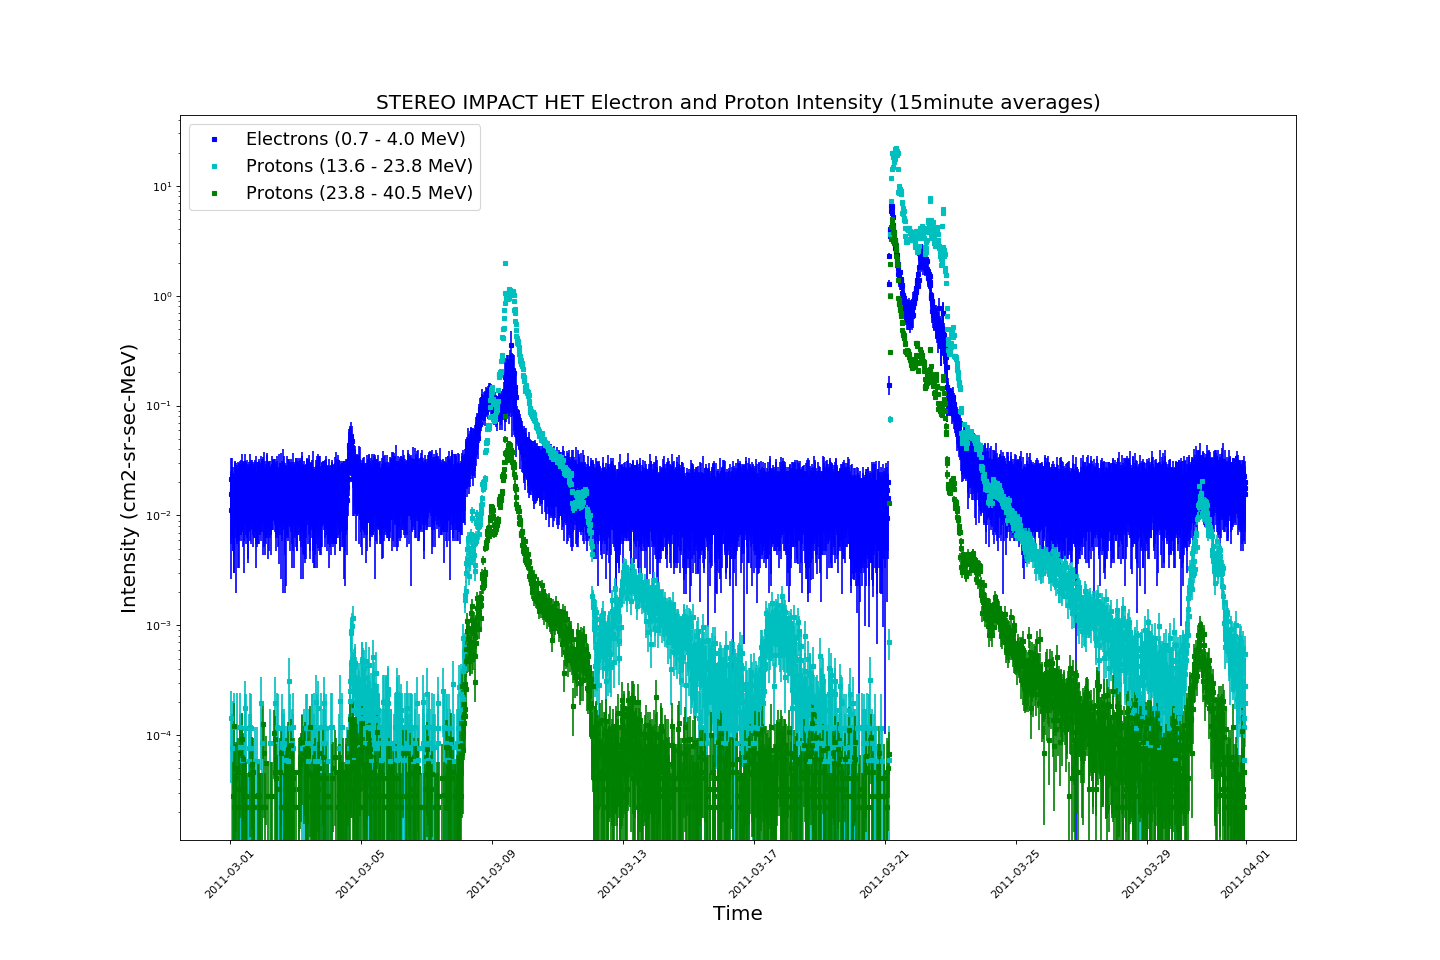 STEREO IMPACT HET Electron and Proton Intensity (15minute averages)
Electrons (0.7 - 4.0 MeV)
Protons (13.6 - 23.8 MeV)
Protons (23.8 - 40.5 MeV)
Intensity (cm2-sr-sec-MeV)
10¹
10⁰
10⁻¹
10⁻²
10⁻³
10⁻⁴
2011-03-01
2011-03-05
2011-03-09
2011-03-13
2011-03-17
2011-03-21
2011-03-25
2011-03-29
2011-04-01
Time